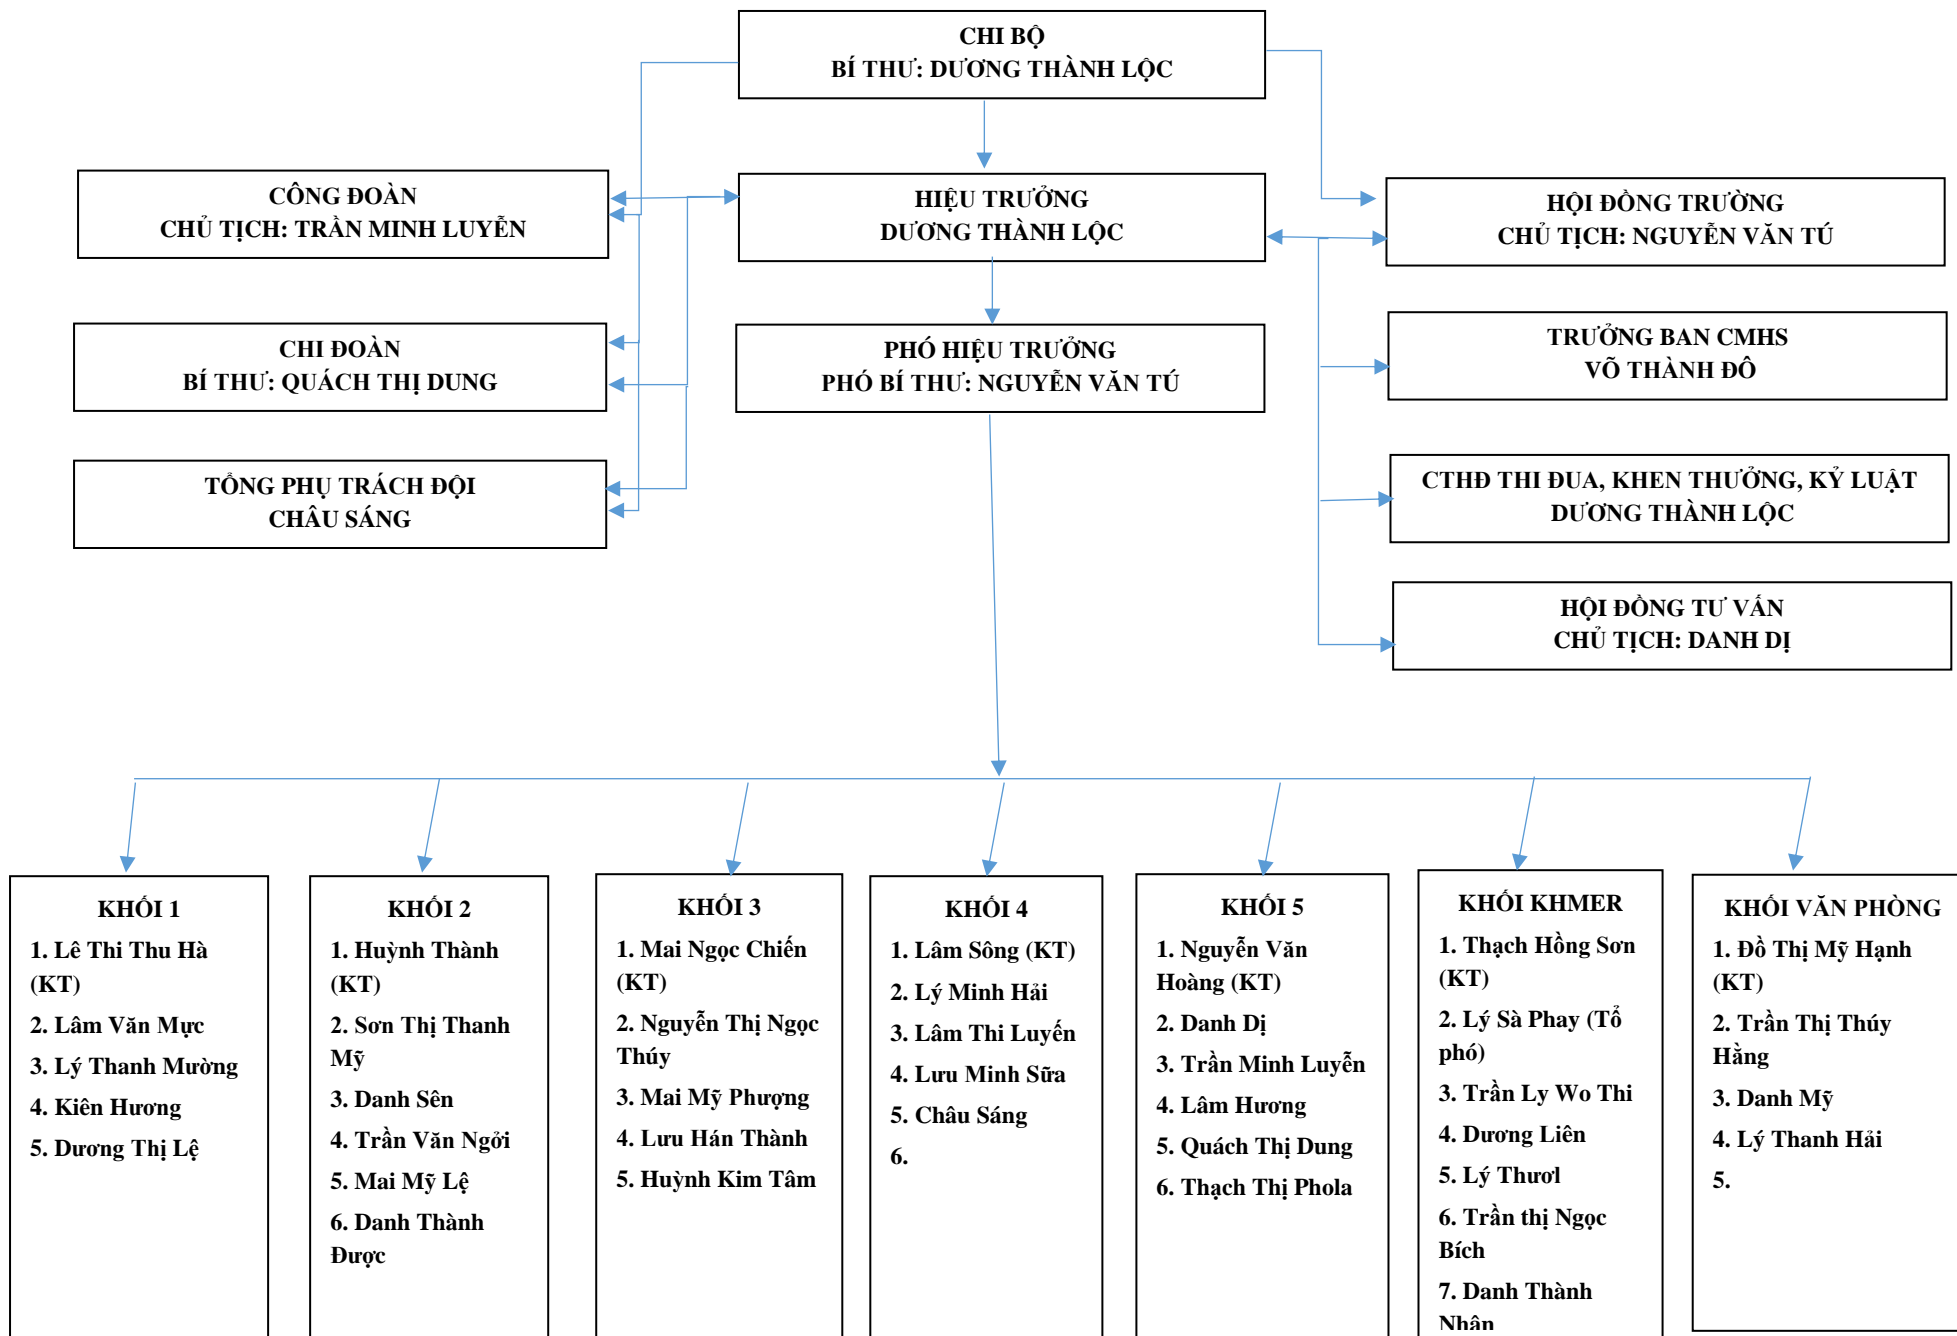 CHI BỘ
BÍ THƯ: DƯƠNG THÀNH LỘC
CÔNG ĐOÀN
CHỦ TỊCH: TRẦN MINH LUYỄN
HIỆU TRƯỞNG
DƯƠNG THÀNH LỘC
HỘI ĐỒNG TRƯỜNG
CHỦ TỊCH: NGUYỄN VĂN TÚ
CHI ĐOÀN
BÍ THƯ: QUÁCH THỊ DUNG
PHÓ HIỆU TRƯỞNG
PHÓ BÍ THƯ: NGUYỄN VĂN TÚ
TRƯỞNG BAN CMHS
VÕ THÀNH ĐÔ
TỔNG PHỤ TRÁCH ĐỘI
CHÂU SÁNG
CTHĐ THI ĐUA, KHEN THƯỞNG, KỶ LUẬT
DƯƠNG THÀNH LỘC
HỘI ĐỒNG TƯ VẤN
CHỦ TỊCH: DANH DỊ
KHỐI 1
1. Lê Thi Thu Hà
(KT)
2. Lâm Văn Mực
3. Lý Thanh Mường
4. Kiên Hương
5. Dương Thị Lệ
KHỐI 2
1. Huỳnh Thành
(KT)
2. Sơn Thị Thanh
Mỹ
3. Danh Sên
4. Trần Văn Ngởi
5. Mai Mỹ Lệ
6. Danh Thành
Được
KHỐI 3
1. Mai Ngọc Chiến
(KT)
2. Nguyễn Thị Ngọc
Thúy
3. Mai Mỹ Phượng
4. Lưu Hán Thành
5. Huỳnh Kim Tâm
KHỐI 4
1. Lâm Sông (KT)
2. Lý Minh Hải
3. Lâm Thi Luyến
4. Lưu Minh Sữa
5. Châu Sáng
6.
KHỐI 5
1. Nguyễn Văn
Hoàng (KT)
2. Danh Dị
3. Trần Minh Luyễn
4. Lâm Hương
5. Quách Thị Dung
6. Thạch Thị Phola
KHỐI KHMER
1. Thạch Hồng Sơn
(KT)
2. Lý Sà Phay (Tổ
phó)
3. Trần Ly Wo Thi
4. Dương Liên
5. Lý Thươl
6. Trần thị Ngọc
Bích
7. Danh Thành
Nhân
KHỐI VĂN PHÒNG
1. Đồ Thị Mỹ Hạnh
(KT)
2. Trần Thị Thúy
Hằng
3. Danh Mỹ
4. Lý Thanh Hải
5.